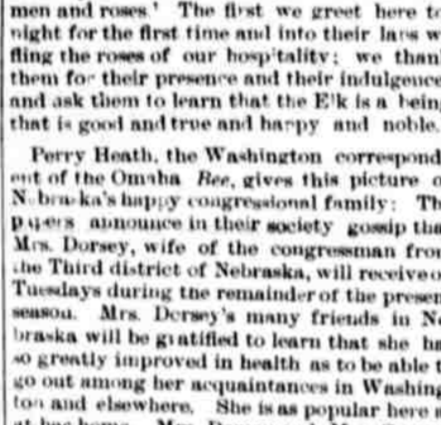 men and roses.' The first we greet here to
night for the first time and into their laps w
fling the roses of our hospitality; we than
them for their presence and their indulgenc
and ask them to learn that the Elk is a bein
that is good and true and happy and noble.
Perry Heath, the Washington correspond
ent of the Omaha Bee, gives this picture o
Nebraska's happy congressional family: Th
papers announce in their society gossip tha
Mrs. Dorsey, wife of the congressman from
the Third district of Nebraska, will receive o
Tuesdays during the remainder of the presen
season. Mrs. Dorsey's many friends in Ne
braska will be gratified to learn that she ha
so greatly improved in health as to be able t
go out among her acquaintances in Washing
ton and elsewhere. She is as popular here a
at her home.